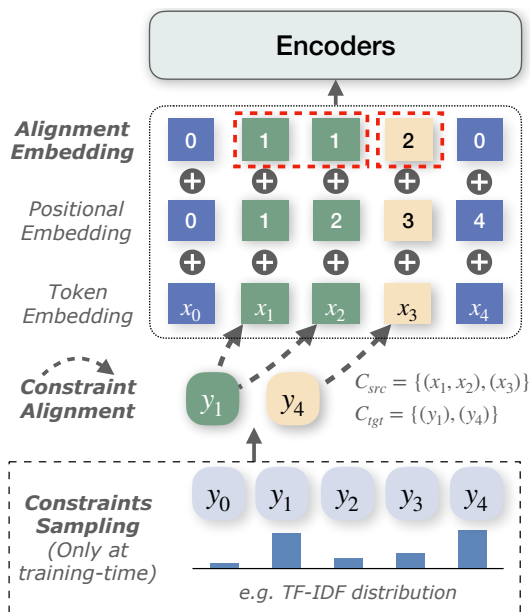 Encoders
Alignment Embedding 0 1 1 2 0
Positional Embedding 0 1 2 3 4
Token Embedding x₀ x₁ x₂ x₃ x₄
Constraint Alignment
y₁ y₄
C_src = {(x₁, x₂), (x₃)}
C_tgt = {(y₁), (y₄)}
Constraints Sampling (Only at training-time)
y₀ y₁ y₂ y₃ y₄
e.g. TF-IDF distribution